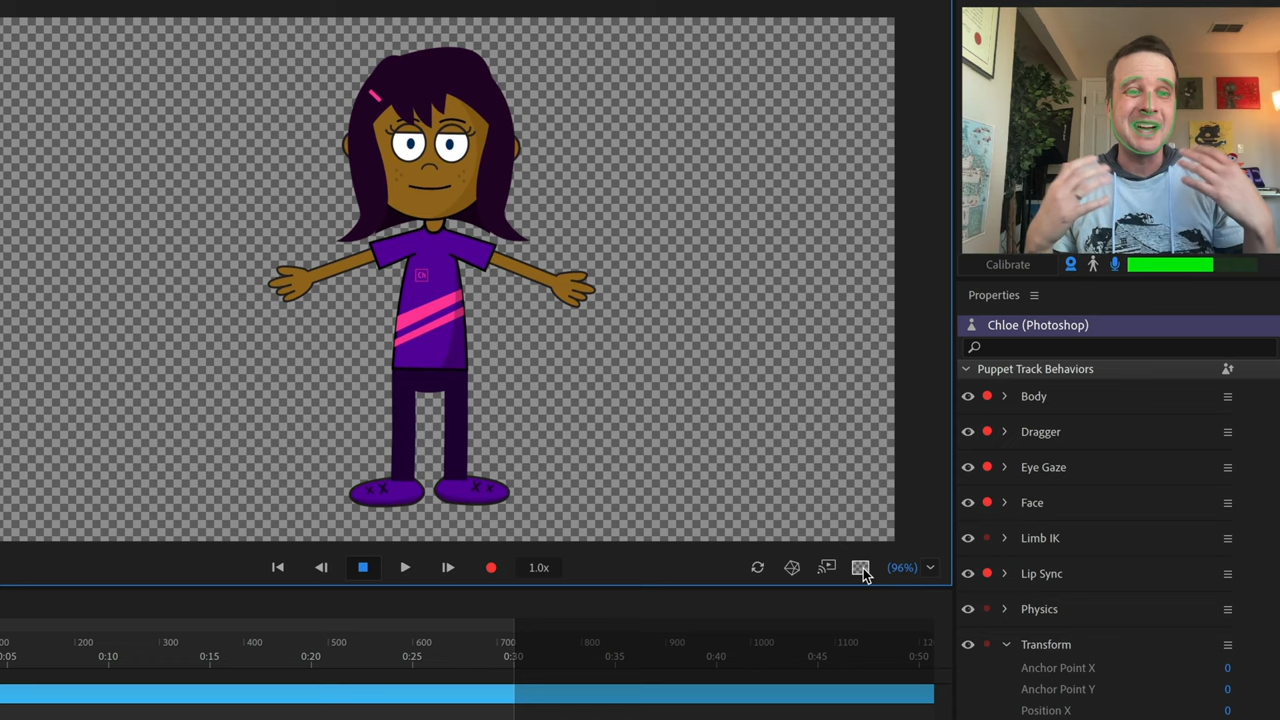 Ch
Calibrate
Properties
Chloe (Photoshop)
Puppet Track Behaviors
Body
Dragger
Eye Gaze
Face
Limb IK
Lip Sync
Physics
Transform
Anchor Point X 0
Anchor Point Y 0
Position X 0
1.0x
(96%)
00 200 300 400 500 600 700 800 900 1000 1100 120
0:05 0:10 0:15 0:20 0:25 0:30 0:35 0:40 0:45 0:50